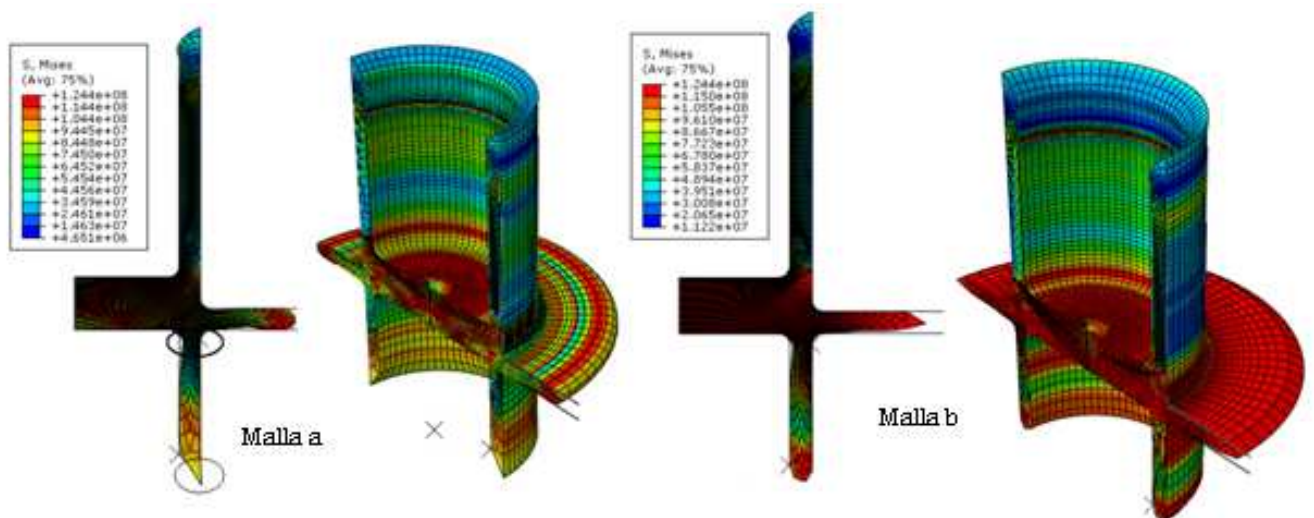 S, Mises
(Avg: 75%)
+1.244e+08
+1.144e+08
+1.044e+08
+9.445e+07
+8.448e+07
+7.450e+07
+6.452e+07
+5.454e+07
+4.456e+07
+3.459e+07
+2.461e+07
+1.463e+07
+4.651e+06
Malla a
S, Mises
(Avg: 75%)
+1.244e+08
+1.150e+08
+1.055e+08
+9.610e+07
+8.667e+07
+7.723e+07
+6.780e+07
+5.837e+07
+4.894e+07
+3.951e+07
+3.008e+07
+2.065e+07
+1.122e+07
Malla b